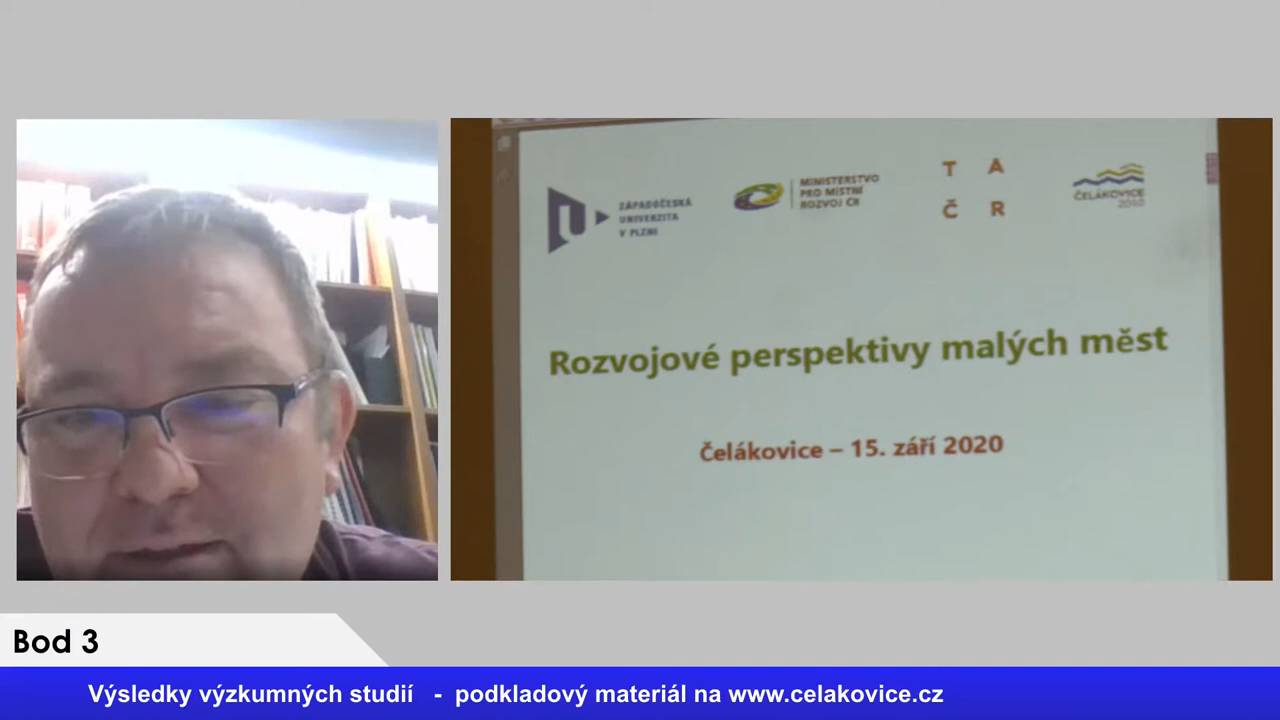 ZÁPADOČESKÁ
UNIVERZITA
V PLZNI
MINISTERSTVO
PRO MÍSTNÍ
ROZVOJ ČR
T A
Č R
ČELÁKOVICE
Rozvojové perspektivy malých měst
Čelákovice – 15. září 2020
Bod 3
Výsledky výzkumných studií - podkladový materiál na www.celakovice.cz